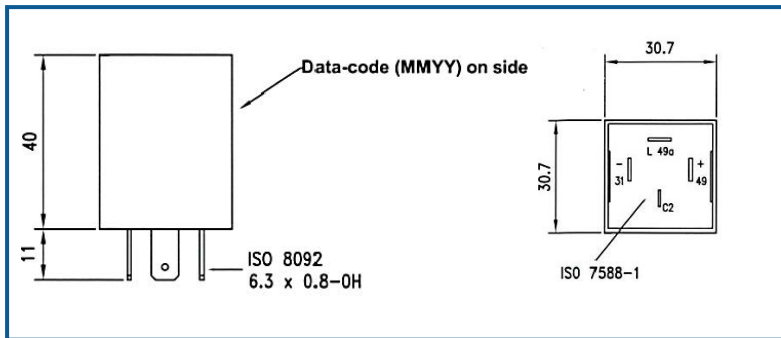 Data-code (MMYY) on side
40
11
ISO 8092
6.3 x 0.8-0H
30.7
30.7
L 49a
- +
31 49
C2
ISO 7588-1